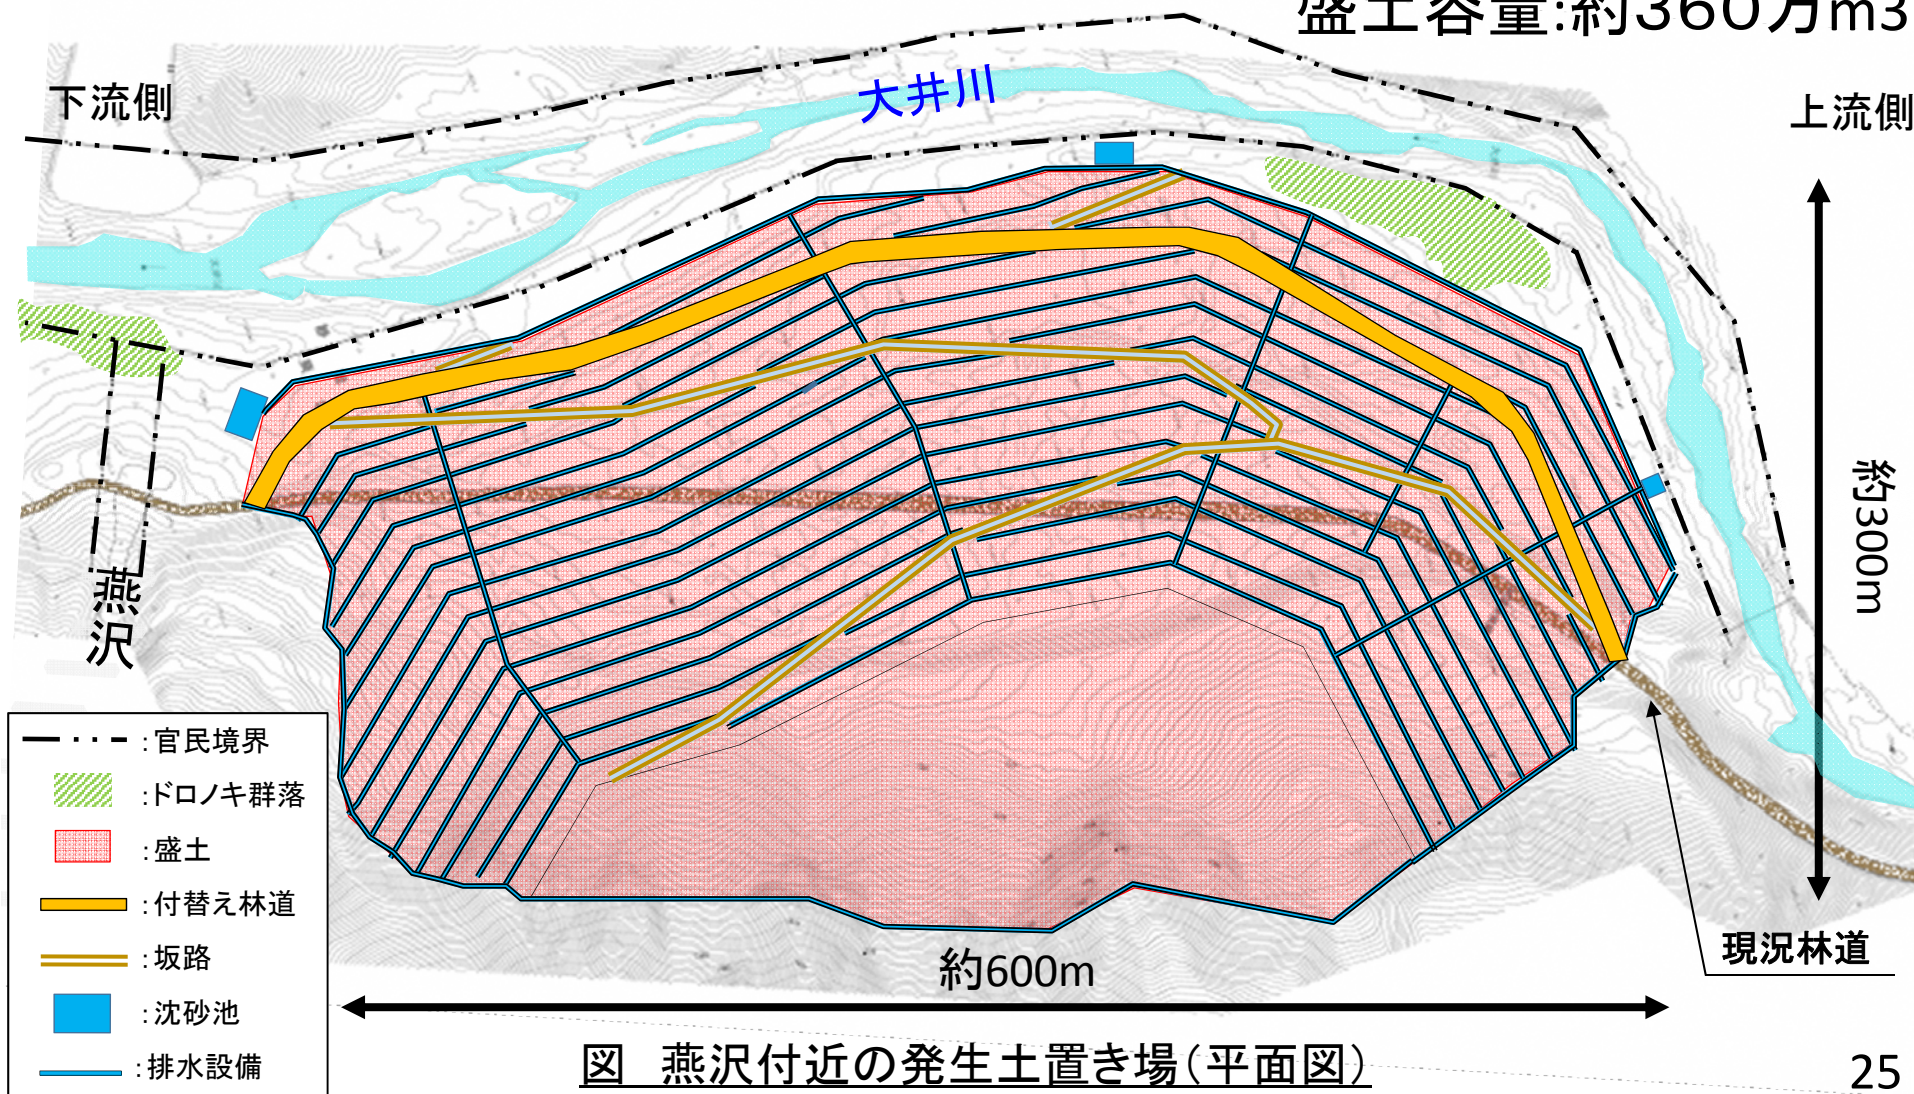 盛土容量:約360万m3
下流側
大井川
上流側
約300m
燕沢
:官民境界
:ドロノキ群落
:盛土
:付替え林道
:坂路
:沈砂池
:排水設備
現況林道
約600m
図 燕沢付近の発生土置き場(平面図)
25